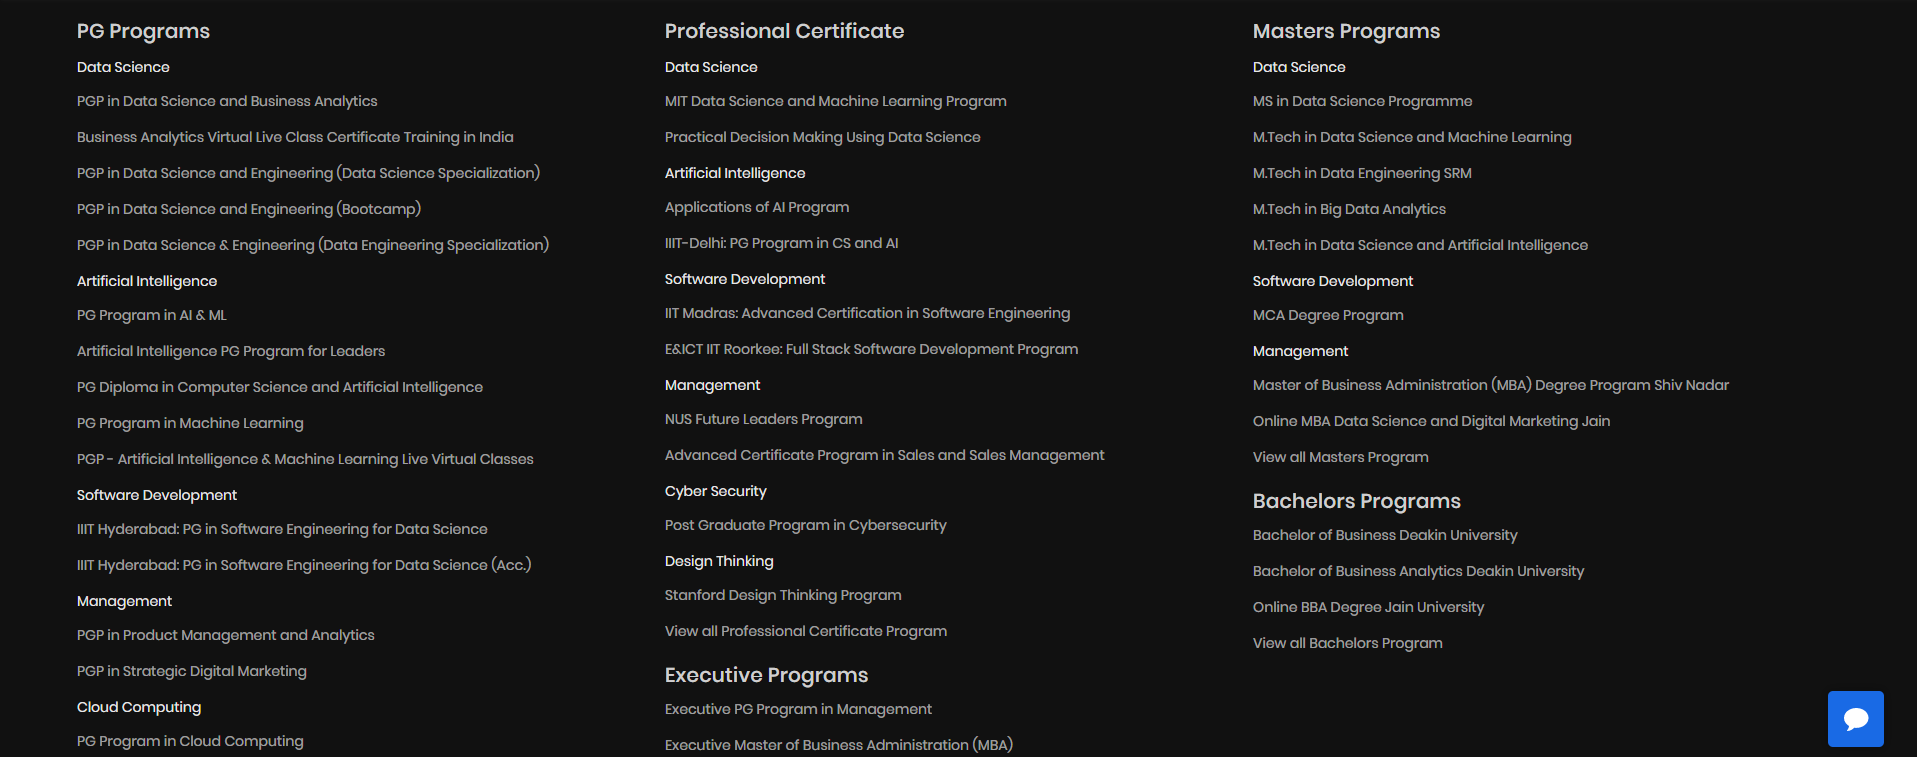 PG Programs
Data Science
PGP in Data Science and Business Analytics
Business Analytics Virtual Live Class Certificate Training in India
PGP in Data Science and Engineering (Data Science Specialization)
PGP in Data Science and Engineering (Bootcamp)
PGP in Data Science & Engineering (Data Engineering Specialization)
Artificial Intelligence
PG Program in AI & ML
Artificial Intelligence PG Program for Leaders
PG Diploma in Computer Science and Artificial Intelligence
PG Program in Machine Learning
PGP - Artificial Intelligence & Machine Learning Live Virtual Classes
Software Development
IIIT Hyderabad: PG in Software Engineering for Data Science
IIIT Hyderabad: PG in Software Engineering for Data Science (Acc.)
Management
PGP in Product Management and Analytics
PGP in Strategic Digital Marketing
Cloud Computing
PG Program in Cloud Computing
Professional Certificate
Data Science
MIT Data Science and Machine Learning Program
Practical Decision Making Using Data Science
Artificial Intelligence
Applications of AI Program
IIIT-Delhi: PG Program in CS and AI
Software Development
IIT Madras: Advanced Certification in Software Engineering
E&ICT IIT Roorkee: Full Stack Software Development Program
Management
NUS Future Leaders Program
Advanced Certificate Program in Sales and Sales Management
Cyber Security
Post Graduate Program in Cybersecurity
Design Thinking
Stanford Design Thinking Program
View all Professional Certificate Program
Executive Programs
Executive PG Program in Management
Executive Master of Business Administration (MBA)
Masters Programs
Data Science
MS in Data Science Programme
M.Tech in Data Science and Machine Learning
M.Tech in Data Engineering SRM
M.Tech in Big Data Analytics
M.Tech in Data Science and Artificial Intelligence
Software Development
MCA Degree Program
Management
Master of Business Administration (MBA) Degree Program Shiv Nadar
Online MBA Data Science and Digital Marketing Jain
View all Masters Program
Bachelors Programs
Bachelor of Business Deakin University
Bachelor of Business Analytics Deakin University
Online BBA Degree Jain University
View all Bachelors Program